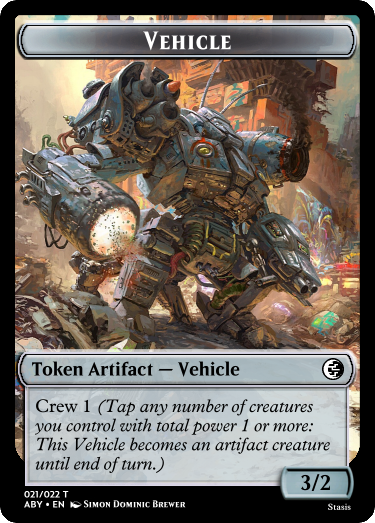 VEHICLE
Token Artifact — Vehicle
Crew 1 (Tap any number of creatures
you control with total power 1 or more:
This Vehicle becomes an artifact creature
until end of turn.)
3/2
021/022 T
ABY • EN SIMON DOMINIC BREWER
Stasis